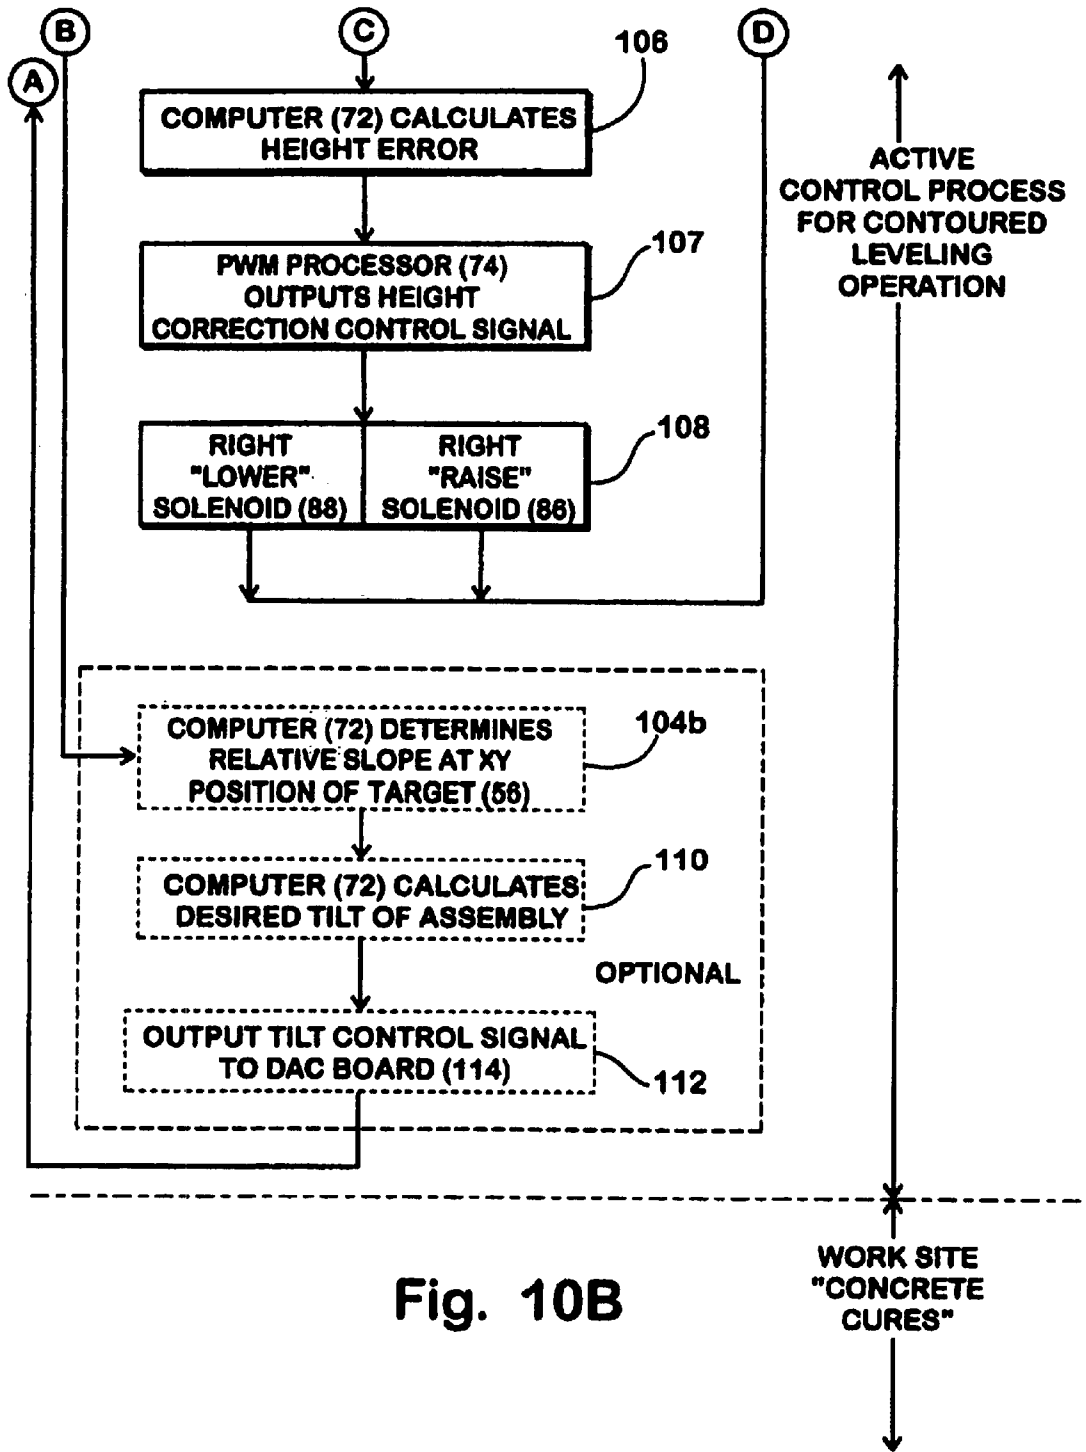 B
C
D
A
106
COMPUTER (72) CALCULATES
HEIGHT ERROR
ACTIVE
CONTROL PROCESS
FOR CONTOURED
LEVELING
OPERATION
107
PWM PROCESSOR (74)
OUTPUTS HEIGHT
CORRECTION CONTROL SIGNAL
108
RIGHT
"LOWER"
SOLENOID (88)
RIGHT
"RAISE"
SOLENOID (86)
104b
COMPUTER (72) DETERMINES
RELATIVE SLOPE AT XY
POSITION OF TARGET (56)
110
COMPUTER (72) CALCULATES
DESIRED TILT OF ASSEMBLY
OPTIONAL
OUTPUT TILT CONTROL SIGNAL
TO DAC BOARD (114)
112
WORK SITE
"CONCRETE
CURES"
Fig. 10B